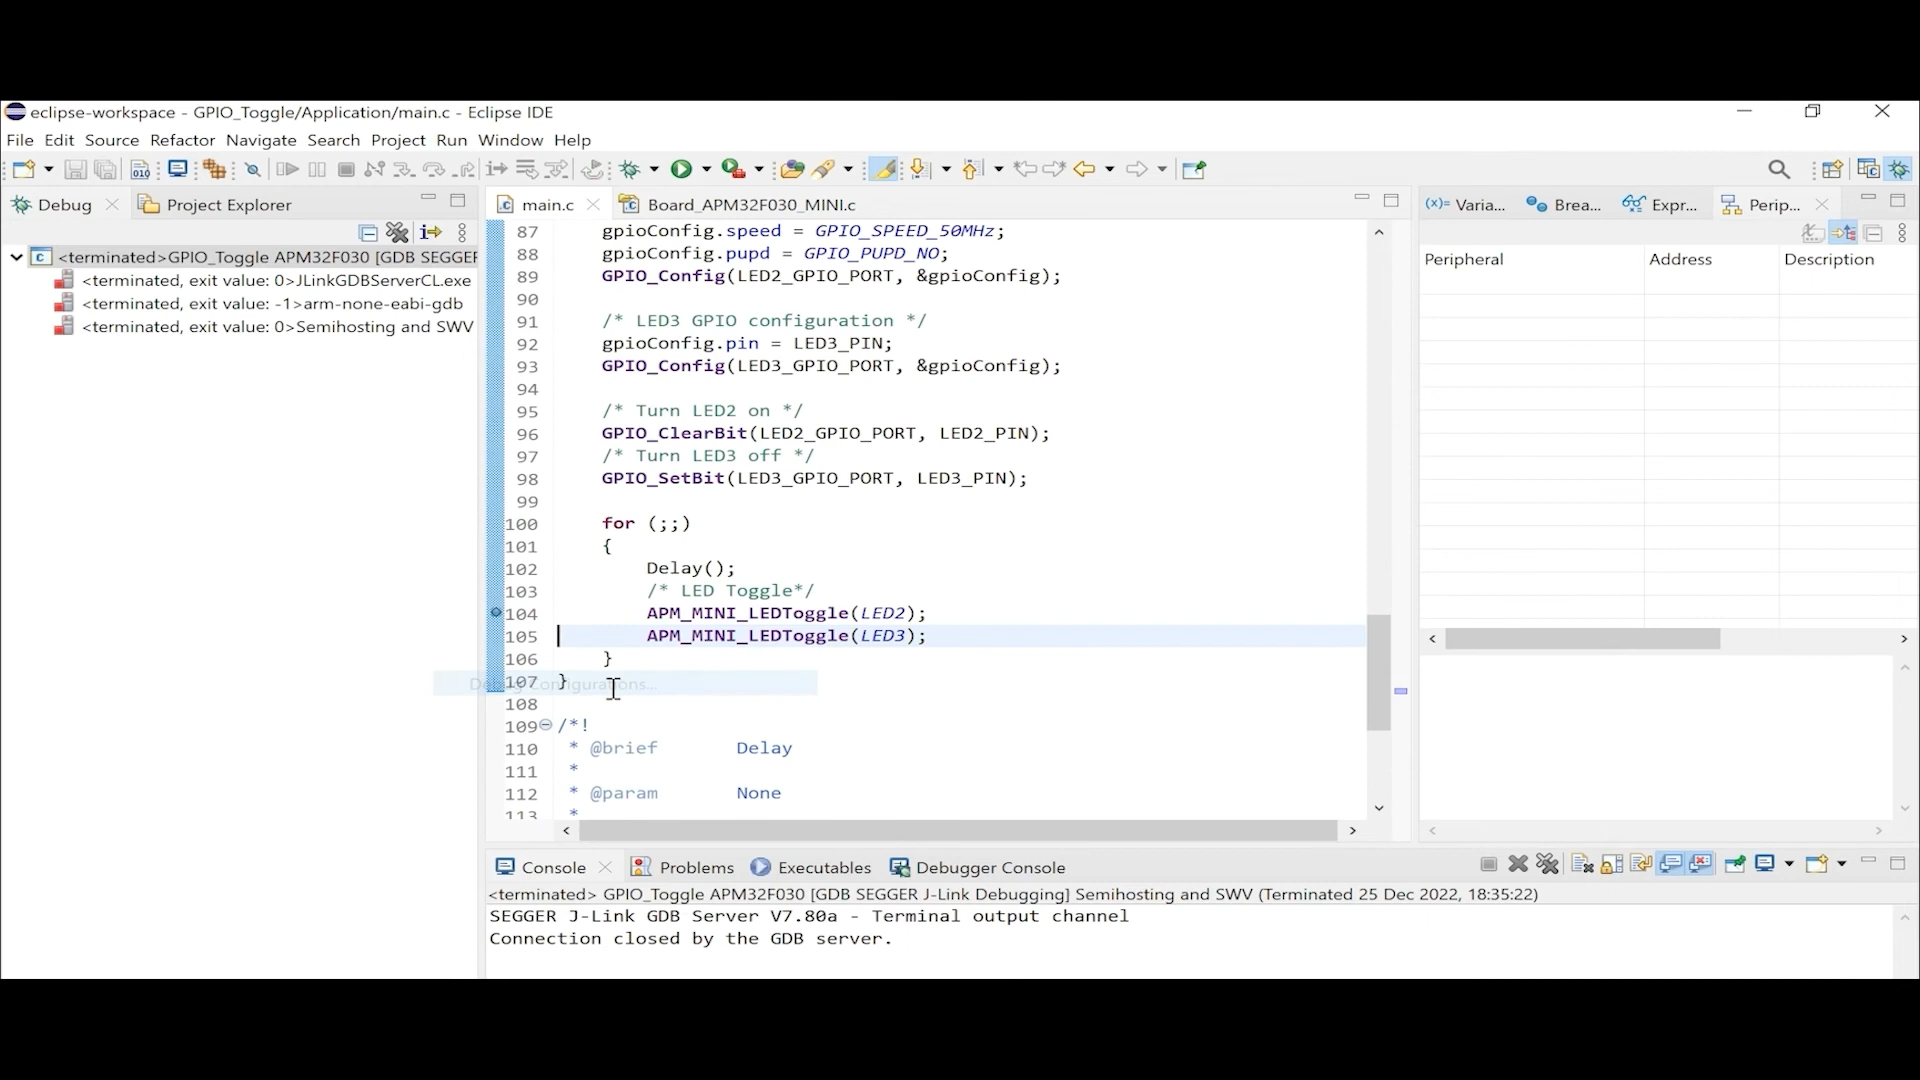 eclipse-workspace - GPIO_Toggle/Application/main.c - Eclipse IDE
File Edit Source Refactor Navigate Search Project Run Window Help
010
Debug
Project Explorer
<terminated>GPIO_Toggle APM32F030 [GDB SEGGER
<terminated, exit value: 0>JLinkGDBServerCL.exe
<terminated, exit value: -1>arm-none-eabi-gdb
<terminated, exit value: 0>Semihosting and SWV
main.c
Board_APM32F030_MINI.c
87 gpioConfig.speed = GPIO_SPEED_50MHz;
88 gpioConfig.pupd = GPIO_PUPD_NO;
89 GPIO_Config(LED2_GPIO_PORT, &gpioConfig);
90
91 /* LED3 GPIO configuration */
92 gpioConfig.pin = LED3_PIN;
93 GPIO_Config(LED3_GPIO_PORT, &gpioConfig);
94
95 /* Turn LED2 on */
96 GPIO_ClearBit(LED2_GPIO_PORT, LED2_PIN);
97 /* Turn LED3 off */
98 GPIO_SetBit(LED3_GPIO_PORT, LED3_PIN);
99
100 for (;;)
101 {
102 Delay();
103 /* LED Toggle*/
104 APM_MINI_LEDToggle(LED2);
105 APM_MINI_LEDToggle(LED3);
106 }
107 }
Debug Configurations...
108
109 /*!
110 * @brief Delay
111 *
112 * @param None
113 *
(x)= Varia...
Brea...
Expr...
Perip...
Peripheral Address Description
Console
Problems
Executables
Debugger Console
<terminated> GPIO_Toggle APM32F030 [GDB SEGGER J-Link Debugging] Semihosting and SWV (Terminated 25 Dec 2022, 18:35:22)
SEGGER J-Link GDB Server V7.80a - Terminal output channel
Connection closed by the GDB server.